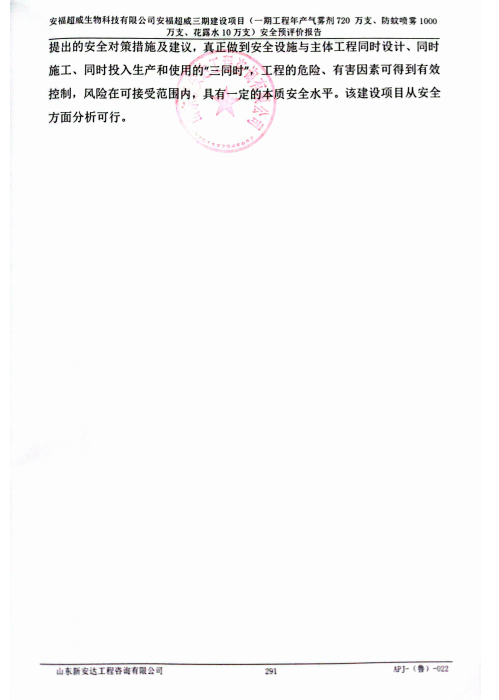 安福超威生物科技有限公司安福超威三期建设项目（一期工程年产气雾剂 720 万支、防蚊喷雾 1000
万支、花露水 10 万支）安全预评价报告
提出的安全对策措施及建议，真正做到安全设施与主体工程同时设计、同时
施工、同时投入生产和使用的“三同时”，工程的危险、有害因素可得到有效
控制，风险在可接受范围内，具有一定的本质安全水平。该建设项目从安全
方面分析可行。
山东新安达工程咨询有限公司 291 APJ-（鲁）-022